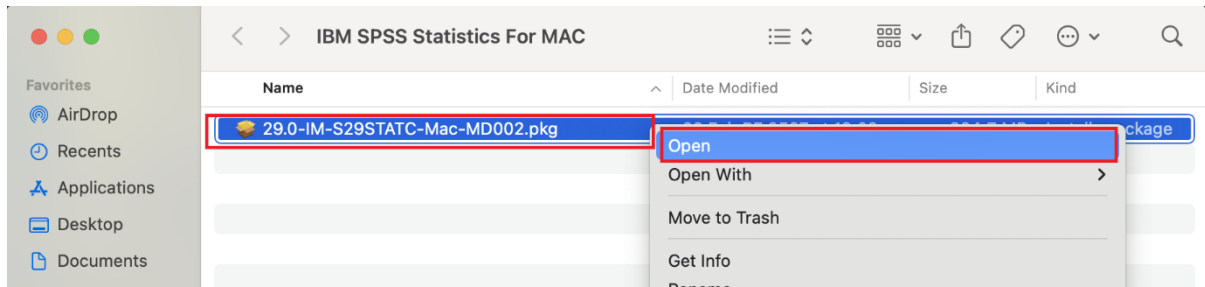 IBM SPSS Statistics For MAC
Favorites
Name Date Modified Size Kind
AirDrop
29.0-IM-S29STATC-Mac-MD002.pkg ckage
Open
Recents
Open With
Applications
Move to Trash
Desktop
Documents
Get Info